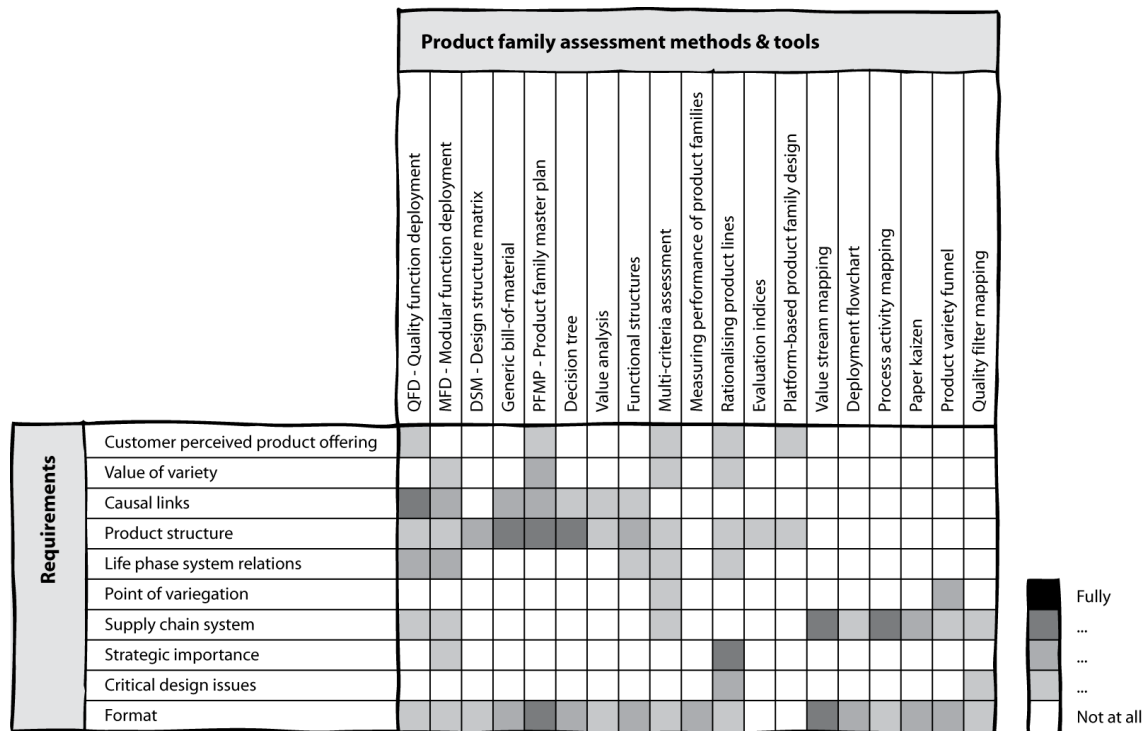 Product family assessment methods & tools
QFD - Quality function deployment
MFD - Modular function deployment
DSM - Design structure matrix
Generic bill-of-material
PFMP - Product family master plan
Decision tree
Value analysis
Functional structures
Multi-criteria assessment
Measuring performance of product families
Rationalising product lines
Evaluation indices
Platform-based product family design
Value stream mapping
Deployment flowchart
Process activity mapping
Paper kaizen
Product variety funnel
Quality filter mapping
Requirements
Customer perceived product offering
Value of variety
Causal links
Product structure
Life phase system relations
Point of variegation
Supply chain system
Strategic importance
Critical design issues
Format
Fully
...
...
...
Not at all